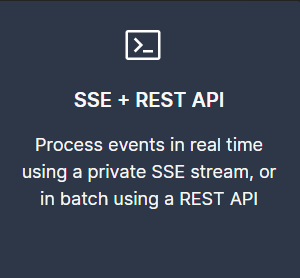 SSE + REST API
Process events in real time
using a private SSE stream, or
in batch using a REST API